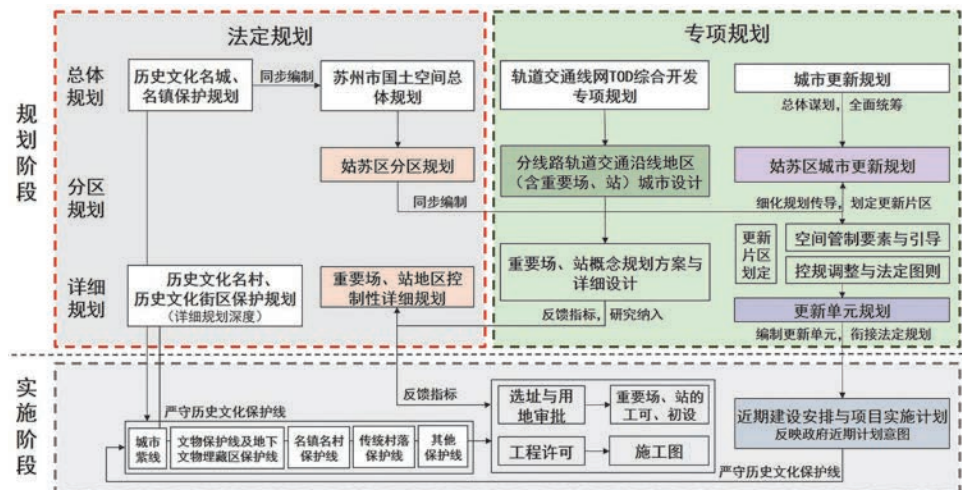 法定规划
专项规划
规划阶段
总体
规划
历史文化名城、
名镇保护规划
同步编制
苏州市国土空间总
体规划
轨道交通线网TOD综合开发
专项规划
城市更新规划
总体谋划,全面统筹
分区
规划
姑苏区分区规划
分线路轨道交通沿线地区
(含重要场、站)城市设计
姑苏区城市更新规划
同步编制
细化规划传导,划定更新片区
详细
规划
历史文化名村、
历史文化街区保护规划
(详细规划深度)
重要场、站地区控
制性详细规划
重要场、站概念规划方案与
详细设计
更新
片区
划定
空间管制要素与引导
控规调整与法定图则
反馈指标,研究纳入
更新单元规划
编制更新单元,衔接法定规划
实施阶段
严守历史文化保护线
反馈指标
城市
紫线
文物保护线及地下
文物埋藏区保护线
名镇名村
保护线
传统村落
保护线
其他
保护线
选址与用
地审批
重要场、站的
工可、初设
工程许可
施工图
近期建设安排与项目实施计划
反映政府近期计划意图
严守历史文化保护线